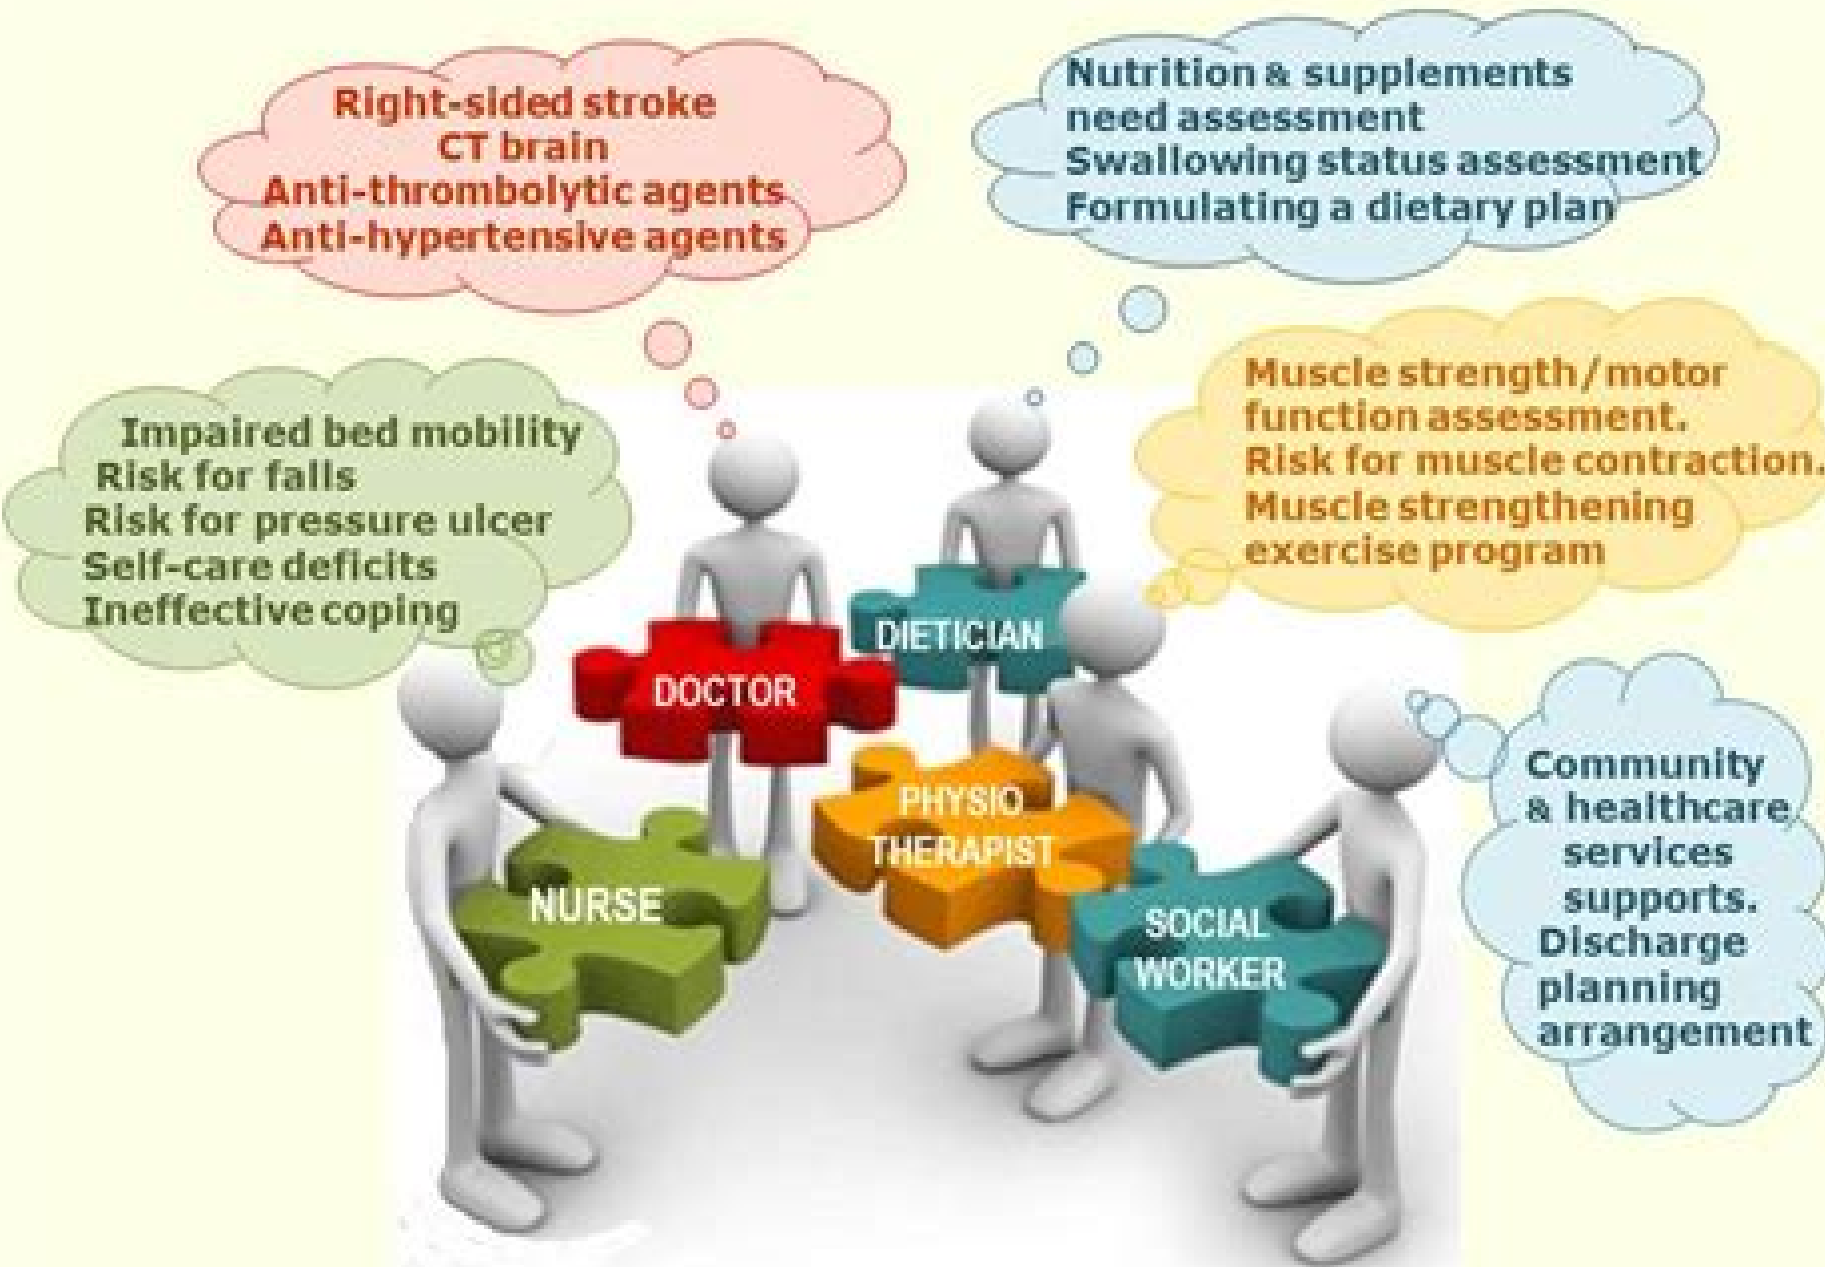 Right-sided stroke
CT brain
Anti-thrombolytic agents
Anti-hypertensive agents
Nutrition & supplements
need assessment
Swallowing status assessment
Formulating a dietary plan
Impaired bed mobility
Risk for falls
Risk for pressure ulcer
Self-care deficits
Ineffective coping
Muscle strength/motor
function assessment.
Risk for muscle contraction.
Muscle strengthening
exercise program
Community
& healthcare
services
supports.
Discharge
planning
arrangement
DOCTOR
DIETICIAN
PHYSIO
THERAPIST
NURSE
SOCIAL
WORKER